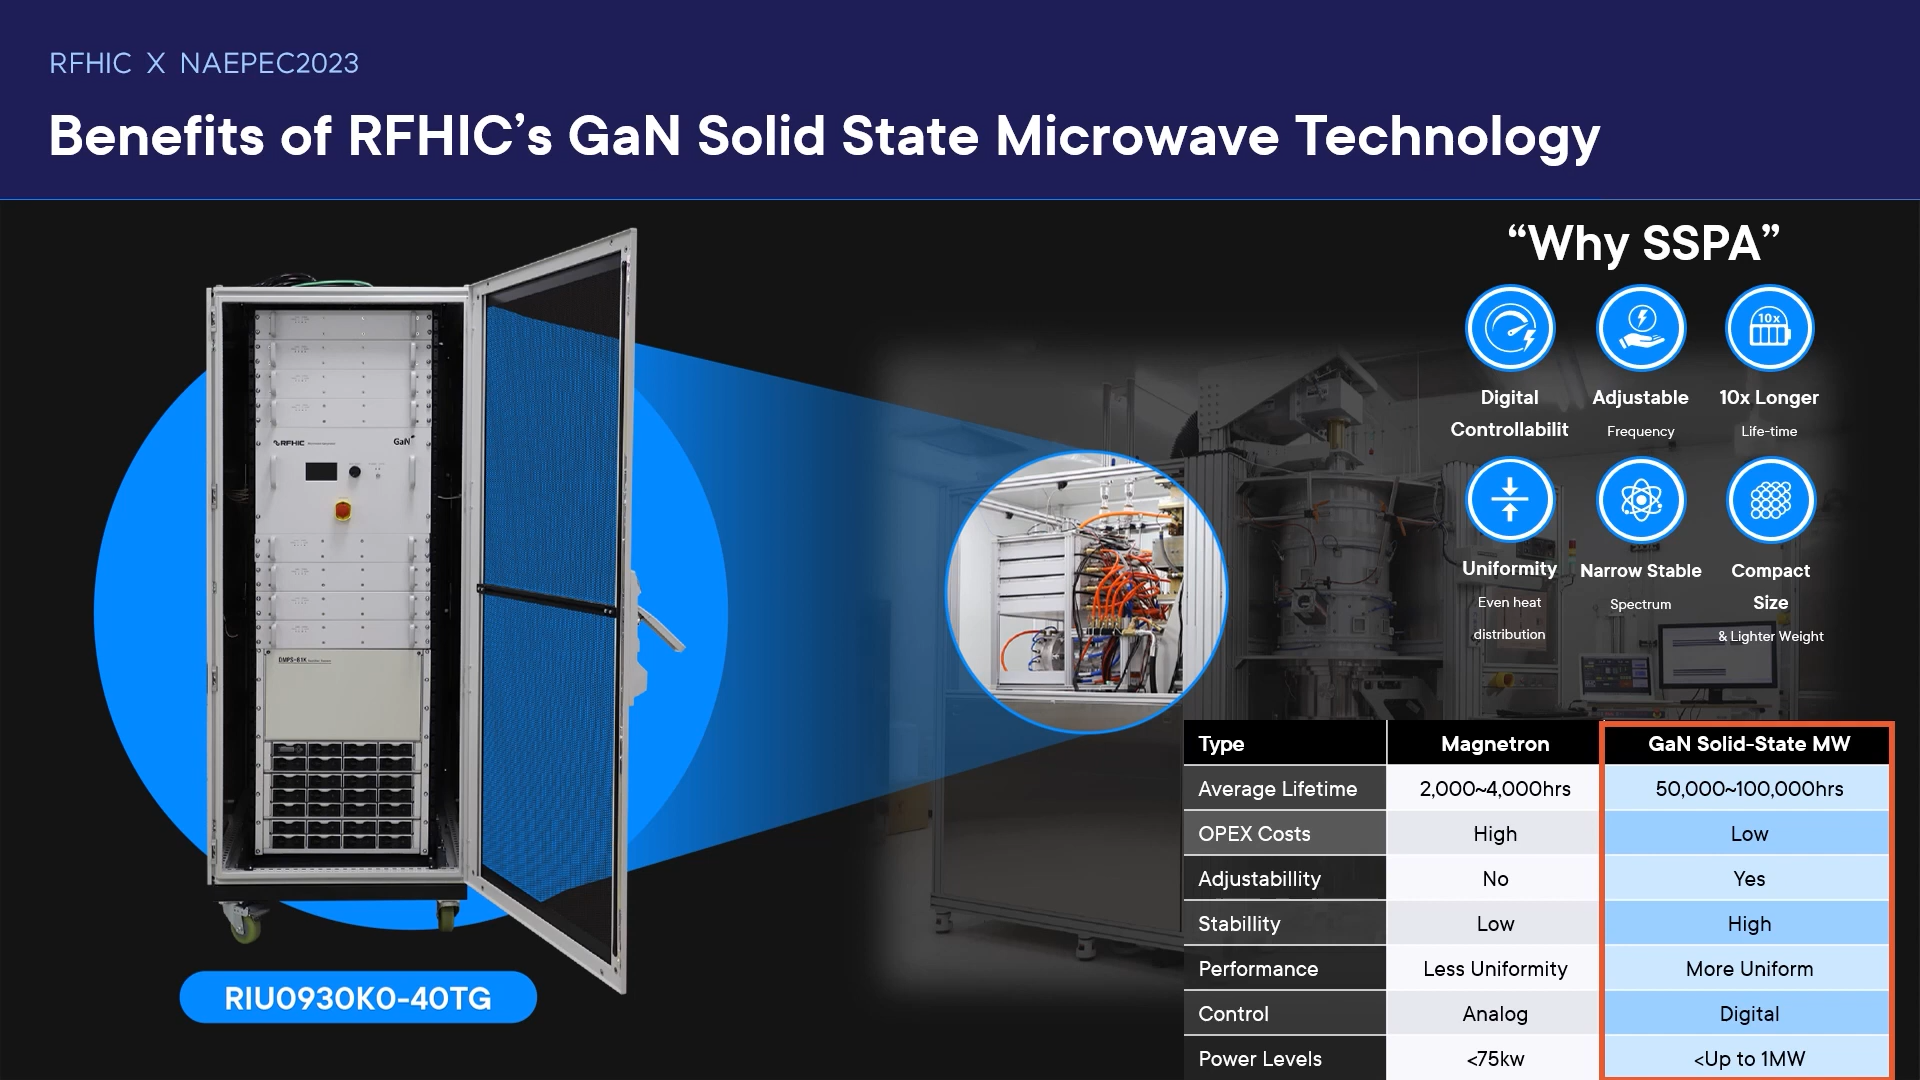 RFHIC X NAEPEC2023
Benefits of RFHIC’s GaN Solid State Microwave Technology
“Why SSPA”
10x
Digital
Controllabilit
Adjustable
Frequency
10x Longer
Life-time
Uniformity
Even heat
distribution
Narrow Stable
Spectrum
Compact
Size
& Lighter Weight
RFHIC
GaN
DMPS-81K
RIU0930K0-40TG
Type Magnetron GaN Solid-State MW
Average Lifetime 2,000~4,000hrs 50,000~100,000hrs
OPEX Costs High Low
Adjustabillity No Yes
Stabillity Low High
Performance Less Uniformity More Uniform
Control Analog Digital
Power Levels <75kw <Up to 1MW